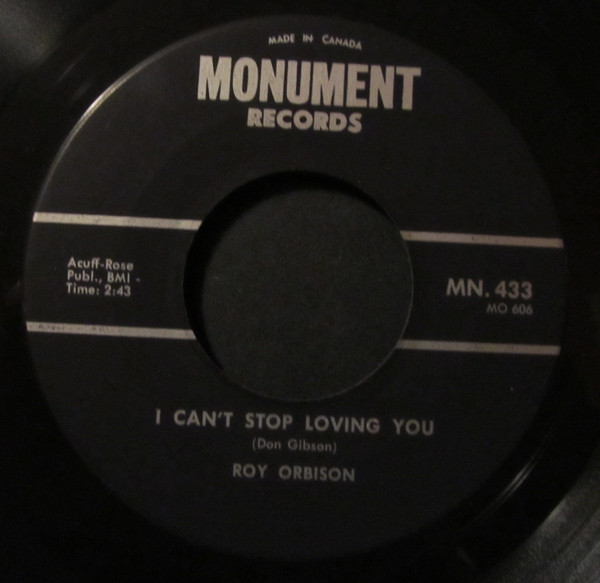 MADE IN CANADA
MONUMENT
RECORDS
Acuff-Rose
Publ., BMI -
Time: 2:43
MN. 433
MO 606
I CAN'T STOP LOVING YOU
(Don Gibson)
ROY ORBISON